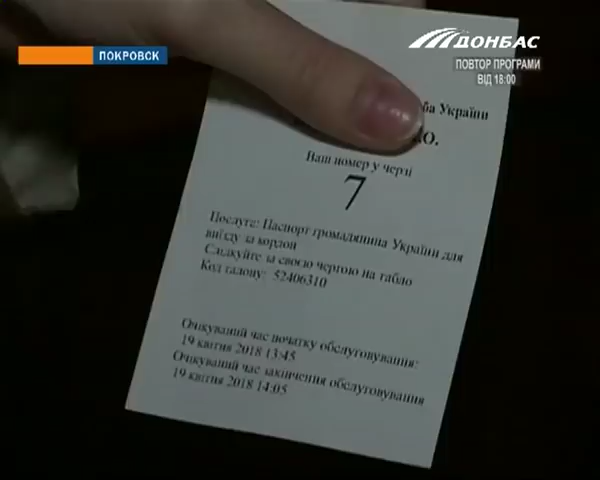 ДОНБАС
ПОКРОВСК
ПОВТОР ПРОГРАМИ
ВІД 18:00
України
Ваш номер у черзі
7
Послуга: Паспорт громадянина України для
виїзду за кордон
Слідкуйте за своєю чергою на табло
Код талону: 52406310
Очікуваний час початку обслуговування:
19 квітня 2018 13:45
Очікуваний час закінчення обслуговування
19 квітня 2018 14:05